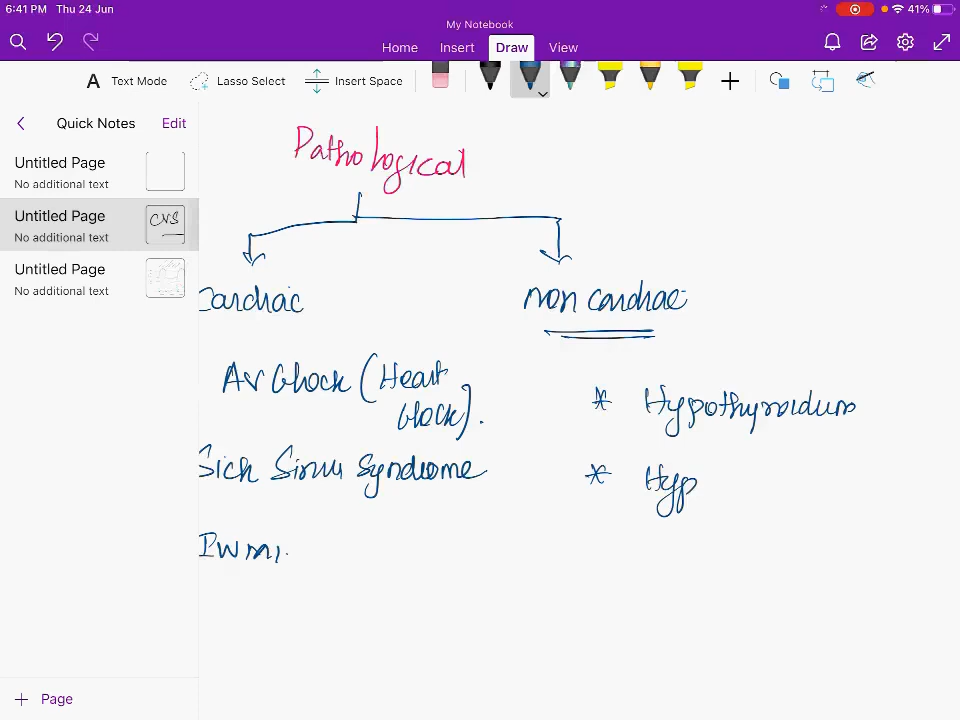 6:41 PM Thu 24 Jun
41%
My Notebook
Home Insert Draw View
Text Mode Lasso Select Insert Space
Quick Notes Edit
Untitled Page
No additional text
Untitled Page
No additional text
CNS
Untitled Page
No additional text
Page
Pathological
Cardiac
non cardiac
AV block (Heart
block).
Sick Sinus Syndrome
IWMI.
* Hypothyroidism
* Hyp